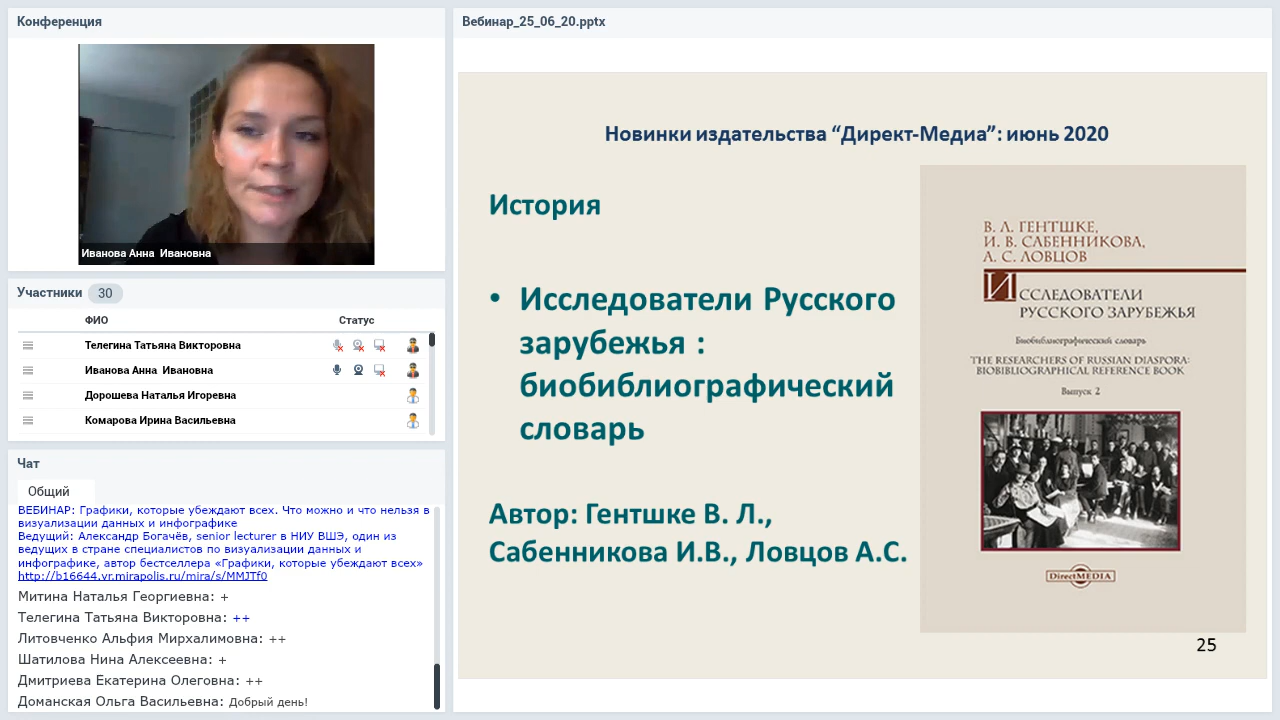 Конференция
Иванова Анна  Ивановна
Участники 30
ФИО Статус
Телегина Татьяна Викторовна
Иванова Анна  Ивановна
Дорошева Наталья Игоревна
Комарова Ирина Васильевна
Чат
Общий
ВЕБИНАР: Графики, которые убеждают всех. Что можно и что нельзя в
визуализации данных и инфографике
Ведущий: Александр Богачёв, senior lecturer в НИУ ВШЭ, один из
ведущих в стране специалистов по визуализации данных и
инфографике, автор бестселлера «Графики, которые убеждают всех»
http://b16644.vr.mirapolis.ru/mira/s/MMJTf0
Митина Наталья Георгиевна: +
Телегина Татьяна Викторовна: ++
Литовченко Альфия Мирхалимовна: ++
Шатилова Нина Алексеевна: +
Дмитриева Екатерина Олеговна: ++
Доманская Ольга Васильевна: Добрый день!
Вебинар_25_06_20.pptx
Новинки издательства “Директ-Медиа”: июнь 2020
История
• Исследователи Русского
зарубежья :
биобиблиографический
словарь
Автор: Гентшке В. Л.,
Сабенникова И.В., Ловцов А.С.
В. Л. ГЕНТШКЕ,
И. В. САБЕННИКОВА,
А. С. ЛОВЦОВ
ИССЛЕДОВАТЕЛИ
РУССКОГО ЗАРУБЕЖЬЯ
Биобиблиографический словарь
THE RESEARCHERS OF RUSSIAN DIASPORA:
BIOBIBLIOGRAPHICAL REFERENCE BOOK
Выпуск 2
DirectMEDIA
25